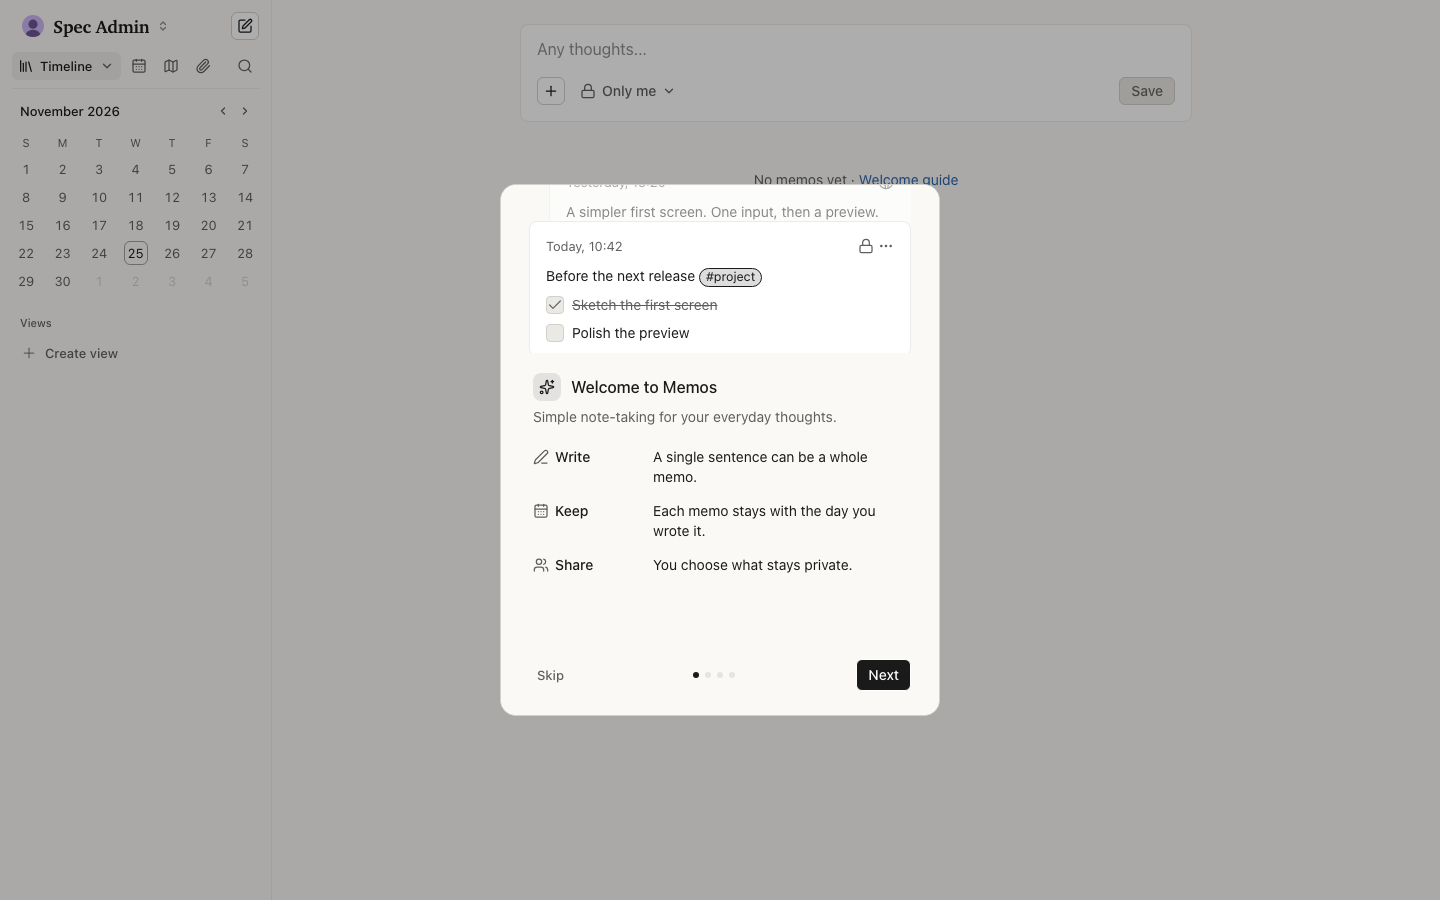 Spec Admin
Timeline
November 2026
S M T W T F S
1 2 3 4 5 6 7
8 9 10 11 12 13 14
15 16 17 18 19 20 21
22 23 24 25 26 27 28
29 30 1 2 3 4 5
Views
Create view
Any thoughts...
Only me
Save
No memos yet · Welcome guide
A simpler first screen. One input, then a preview.
Today, 10:42
Before the next release #project
Sketch the first screen
Polish the preview
Welcome to Memos
Simple note-taking for your everyday thoughts.
Write
A single sentence can be a whole
memo.
Keep
Each memo stays with the day you
wrote it.
Share
You choose what stays private.
Skip
Next